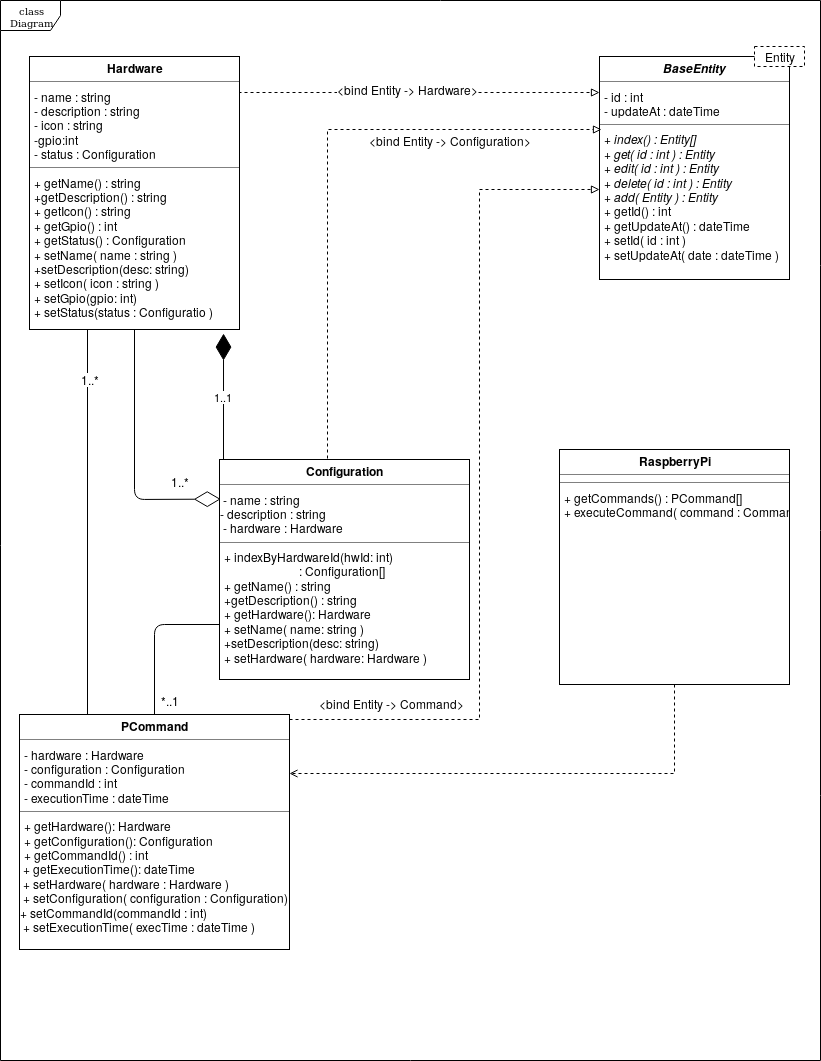 class
Diagram
Hardware
- name : string
- description : string
- icon : string
-gpio:int
- status : Configuration
+ getName() : string
+getDescription() : string
+ getIcon() : string
+ getGpio() : int
+ getStatus() : Configuration
+ setName( name : string )
+setDescription(desc: string)
+ setIcon( icon : string )
+ setGpio(gpio: int)
+ setStatus(status : Configuratio )
<bind Entity -> Hardware>
<bind Entity -> Configuration>
Entity
BaseEntity
- id : int
- updateAt : dateTime
+ index() : Entity[]
+ get( id : int ) : Entity
+ edit( id : int ) : Entity
+ delete( id : int ) : Entity
+ add( Entity ) : Entity
+ getId() : int
+ getUpdateAt() : dateTime
+ setId( id : int )
+ setUpdateAt( date : dateTime )
1..*
1..1
1..*
Configuration
- name : string
- description : string
- hardware : Hardware
+ indexByHardwareId(hwId: int)
: Configuration[]
+ getName() : string
+getDescription() : string
+ getHardware(): Hardware
+ setName( name: string )
+setDescription(desc: string)
+ setHardware( hardware: Hardware )
RaspberryPi
+ getCommands() : PCommand[]
+ executeCommand( command : Comman
*..1
<bind Entity -> Command>
PCommand
- hardware : Hardware
- configuration : Configuration
- commandId : int
- executionTime : dateTime
+ getHardware(): Hardware
+ getConfiguration(): Configuration
+ getCommandId() : int
+ getExecutionTime(): dateTime
+ setHardware( hardware : Hardware )
+ setConfiguration( configuration : Configuration)
+ setCommandId(commandId : int)
+ setExecutionTime( execTime : dateTime )